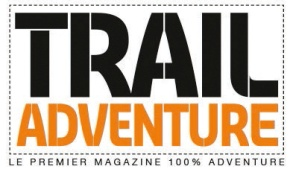 TRAIL
ADVENTURE
LE PREMIER MAGAZINE 100% ADVENTURE